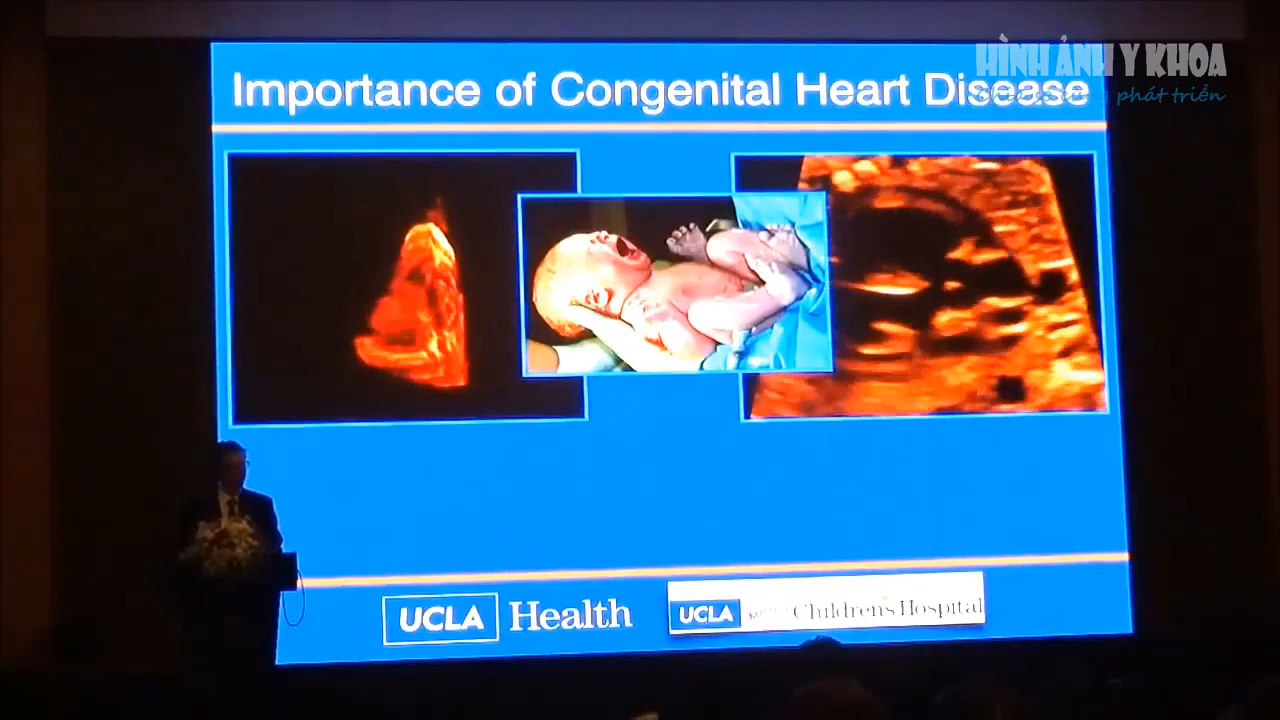 HÌNH ẢNH Y KHOA
phát triển
Importance of Congenital Heart Disease
UCLA Health
UCLA Children's Hospital